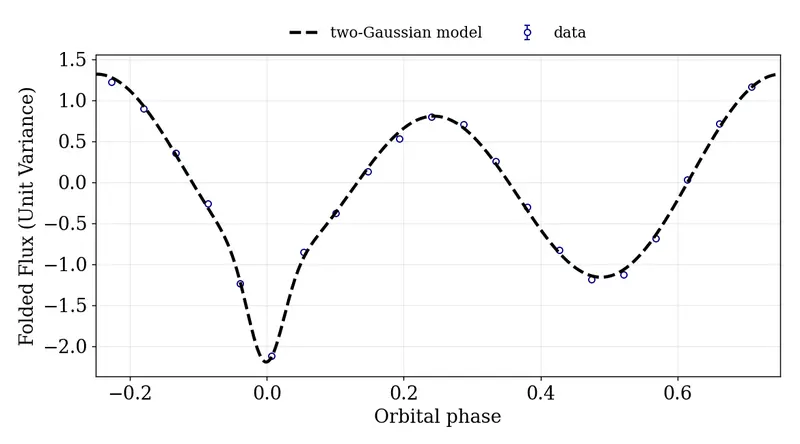 two-Gaussian model
data
1.5
1.0
0.5
0.0
−0.5
−1.0
−1.5
−2.0
Folded Flux (Unit Variance)
−0.2 0.0 0.2 0.4 0.6
Orbital phase